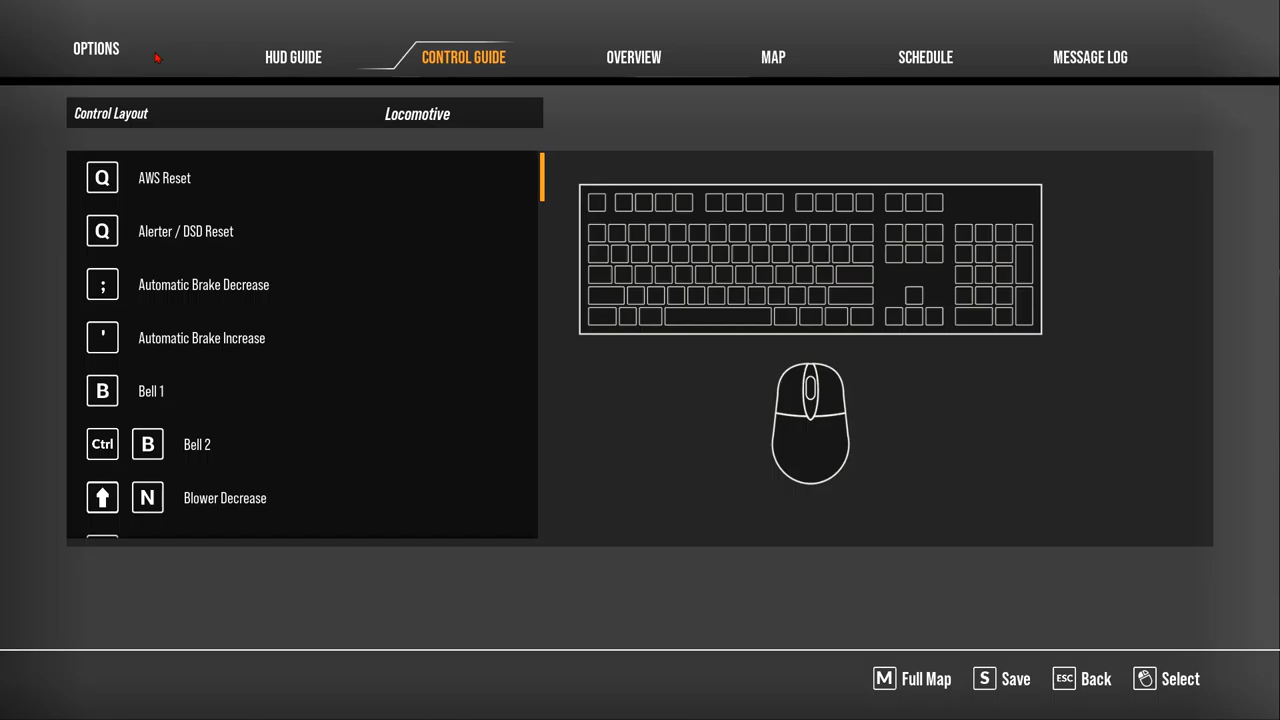 OPTIONS
HUD GUIDE
CONTROL GUIDE
OVERVIEW
MAP
SCHEDULE
MESSAGE LOG
Control Layout Locomotive
Q AWS Reset
Q Alerter / DSD Reset
; Automatic Brake Decrease
' Automatic Brake Increase
B Bell 1
Ctrl B Bell 2
N Blower Decrease
M Full Map
S Save
ESC Back
Select